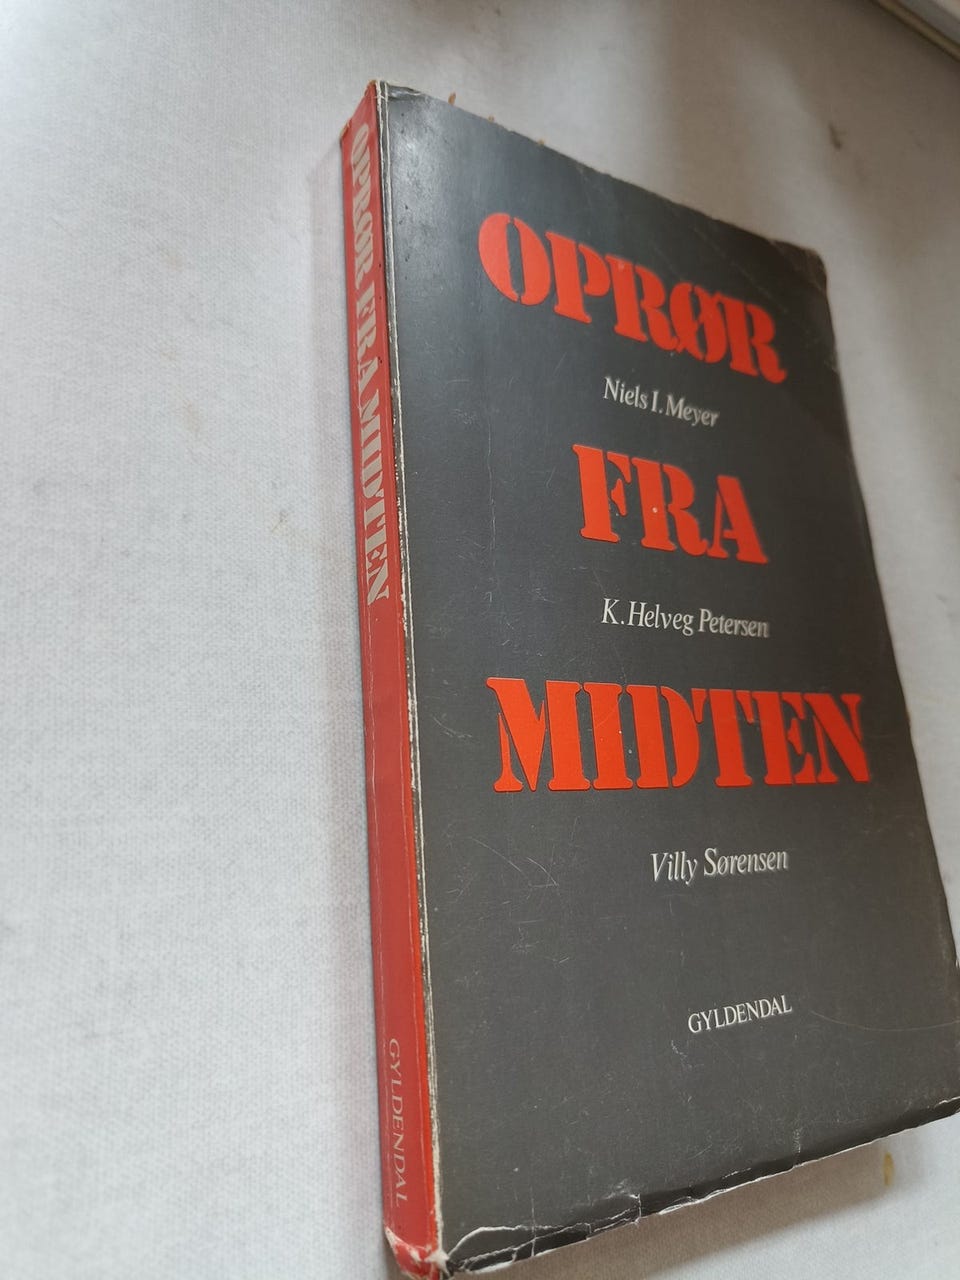 OPRØR FRA MIDTEN
GYLDENDAL
OPRØR
Niels I. Meyer
FRA
K. Helveg Petersen
MIDTEN
Villy Sørensen
GYLDENDAL